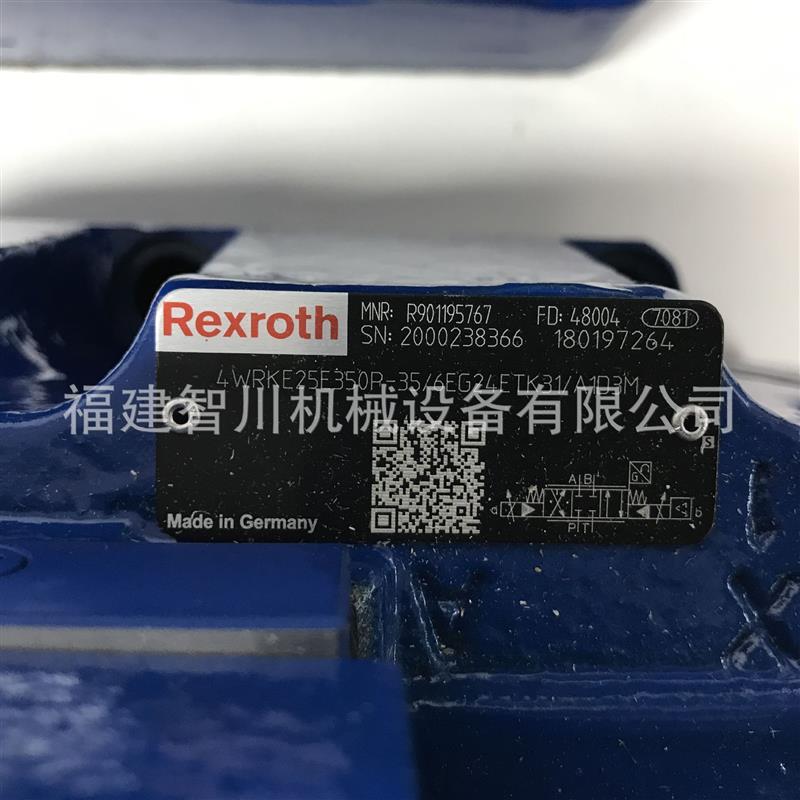 Rexroth
MNR: R901195767 FD: 48004 7081
SN: 2000238366 180197264
4WRKE25E350P-35/6EG24ETK31/A1D3M
福建智川机械设备有限公司
A B
G
S
a b
P T
Made in Germany
X